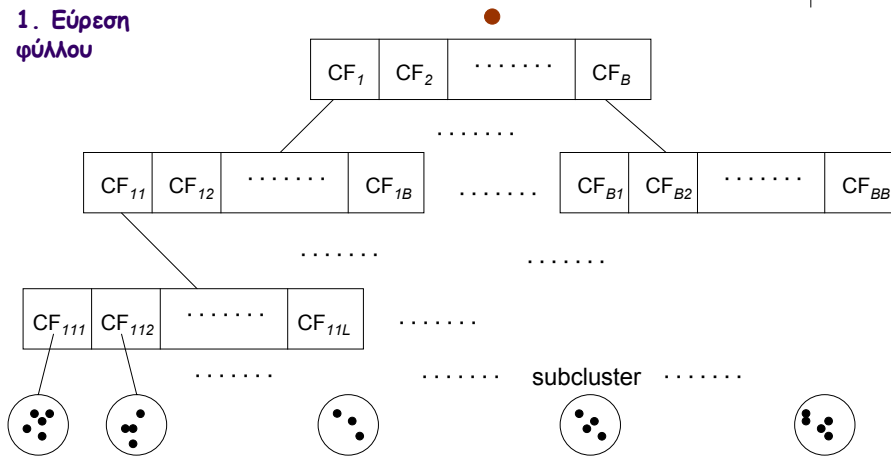 1. Εύρεση
φύλλου
CF1 CF2 ....... CFB
.......
CF11 CF12 ....... CF1B ....... CFB1 CFB2 ....... CFBB
....... .......
CF111 CF112 ....... CF11L .......
....... ....... subcluster .......